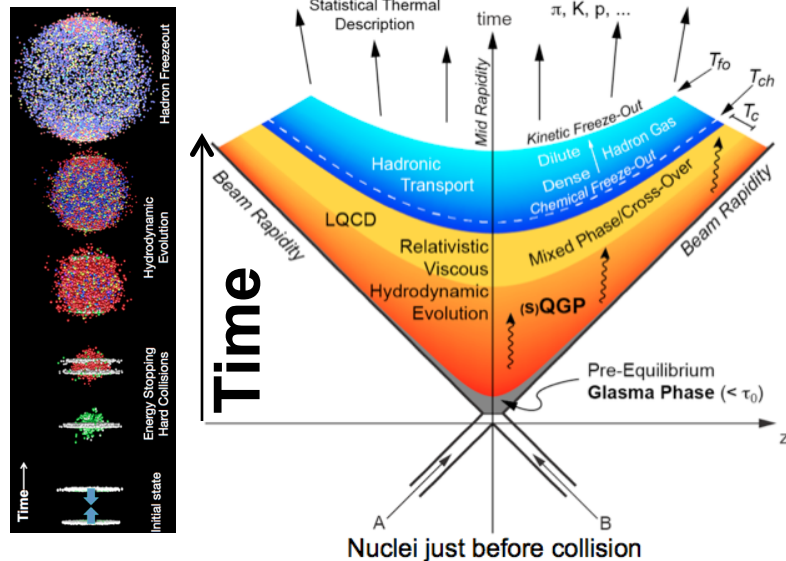 Hadron Freezeout
Hydrodynamic
Evolution
Energy Stopping
Hard Collisions
Initial state
Time
Time
Statistical Thermal
Description
time
π, K, p, ...
Mid Rapidity
T_fo
T_ch
T_c
Kinetic Freeze-Out
Dilute
Dense
Hadron Gas
Chemical Freeze-Out
Hadronic
Transport
Mixed Phase/Cross-Over
LQCD
Relativistic
Viscous
Hydrodynamic
Evolution
(s)QGP
Beam Rapidity
Beam Rapidity
Pre-Equilibrium
Glasma Phase (< τ₀)
z
A
B
Nuclei just before collision